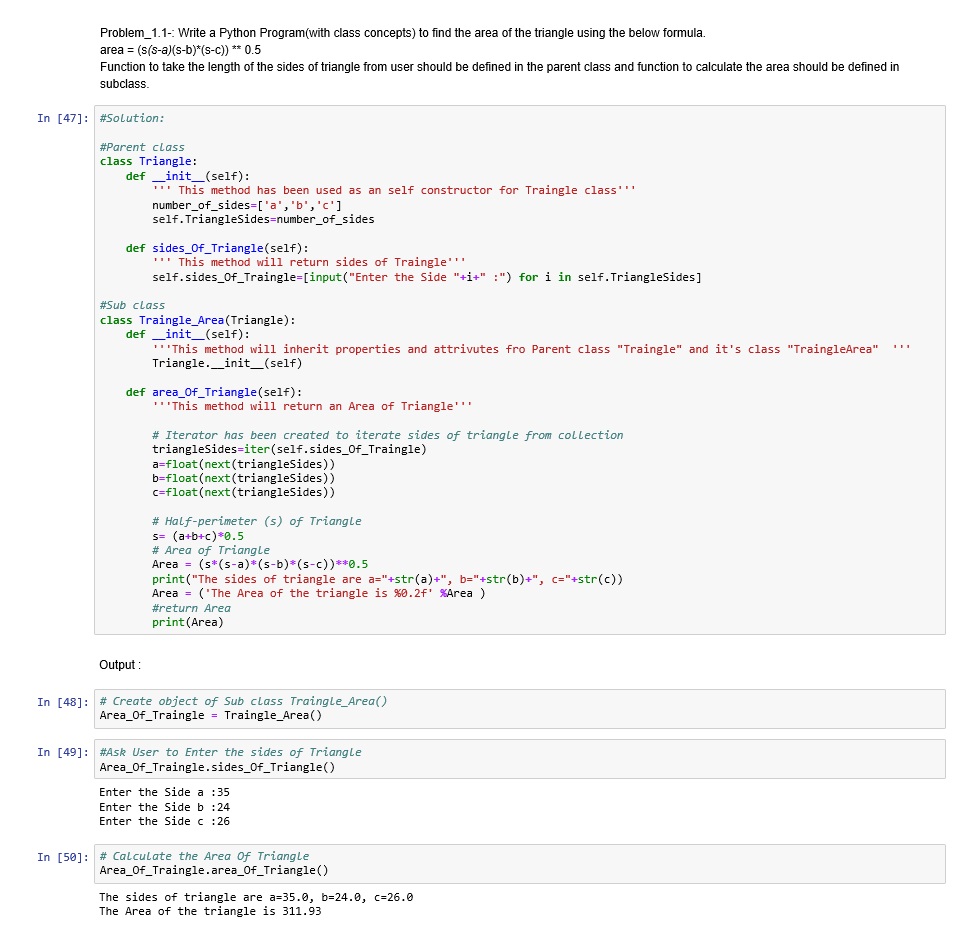 Problem_1.1-: Write a Python Program(with class concepts) to find the area of the triangle using the below formula.
area = (s(s-a)(s-b)*(s-c)) ** 0.5
Function to take the length of the sides of triangle from user should be defined in the parent class and function to calculate the area should be defined in
subclass.
In [47]: #Solution:
#Parent class
class Triangle:
    def __init__(self):
        ''' This method has been used as an self constructor for Traingle class'''
        number_of_sides=['a','b','c']
        self.TriangleSides=number_of_sides
    def sides_Of_Triangle(self):
        ''' This method will return sides of Traingle'''
        self.sides_Of_Traingle=[input("Enter the Side "+i+" :") for i in self.TriangleSides]
#Sub class
class Traingle_Area(Triangle):
    def __init__(self):
        '''This method will inherit properties and attrivutes fro Parent class "Traingle" and it's class "TraingleArea"  '''
        Triangle.__init__(self)
    def area_Of_Triangle(self):
        '''This method will return an Area of Triangle'''
        # Iterator has been created to iterate sides of triangle from collection
        triangleSides=iter(self.sides_Of_Traingle)
        a=float(next(triangleSides))
        b=float(next(triangleSides))
        c=float(next(triangleSides))
        # Half-perimeter (s) of Triangle
        s= (a+b+c)*0.5
        # Area of Triangle
        Area = (s*(s-a)*(s-b)*(s-c))**0.5
        print("The sides of triangle are a="+str(a)+", b="+str(b)+", c="+str(c))
        Area = ('The Area of the triangle is %0.2f' %Area )
        #return Area
        print(Area)
Output :
In [48]: # Create object of Sub class Traingle_Area()
Area_Of_Traingle = Traingle_Area()
In [49]: #Ask User to Enter the sides of Triangle
Area_Of_Traingle.sides_Of_Triangle()
Enter the Side a :35
Enter the Side b :24
Enter the Side c :26
In [50]: # Calculate the Area Of Triangle
Area_Of_Traingle.area_Of_Triangle()
The sides of triangle are a=35.0, b=24.0, c=26.0
The Area of the triangle is 311.93